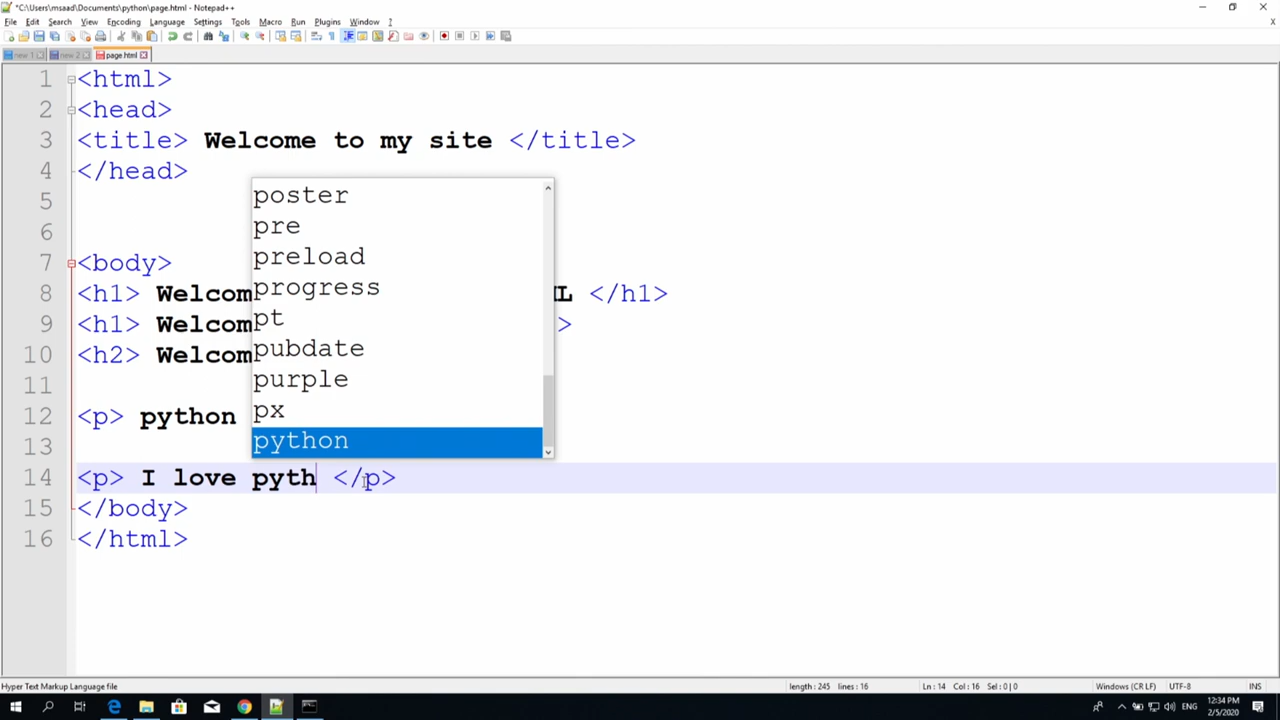 *C:\Users\msaad\Documents\python\page.html - Notepad++
File Edit Search View Encoding Language Settings Tools Macro Run Plugins Window ?
X
new 1 new 2 page.html
1 <html>
2 <head>
3 <title> Welcome to my site </title>
4 </head>
5
6
7 <body>
8 <h1> Welcom L </h1>
9 <h1> Welcom >
10 <h2> Welcom
11
12 <p> python
13
14 <p> I love pyth </p>
15 </body>
16 </html>
poster
pre
preload
progress
pt
pubdate
purple
px
python
Hyper Text Markup Language file length : 245 lines : 16 Ln : 14 Col : 16 Sel : 0 | 0 Windows (CR LF) UTF-8 INS
ENG 12:34 PM
2/5/2020